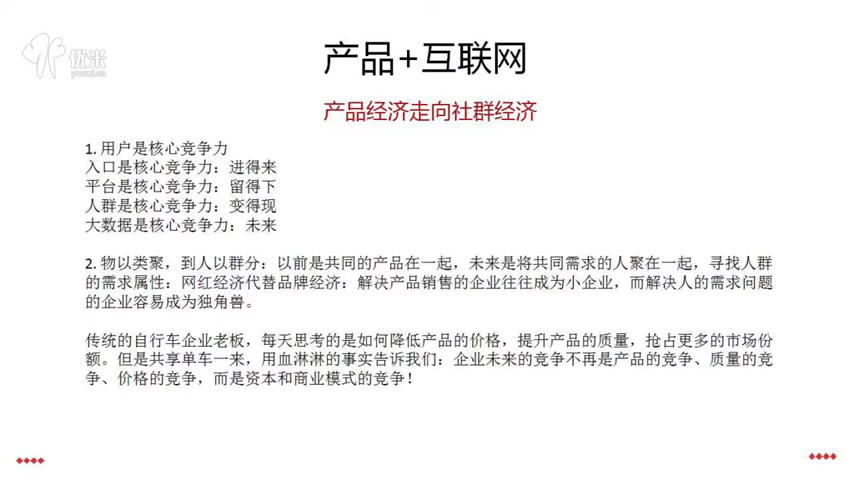 优米
youmi.cn
产品+互联网
产品经济走向社群经济
1. 用户是核心竞争力
入口是核心竞争力：进得来
平台是核心竞争力：留得下
人群是核心竞争力：变得现
大数据是核心竞争力：未来
2. 物以类聚，到人以群分：以前是共同的产品在一起，未来是将共同需求的人聚在一起，寻找人群
的需求属性：网红经济代替品牌经济：解决产品销售的企业往往成为小企业，而解决人的需求问题
的企业容易成为独角兽。
传统的自行车企业老板，每天思考的是如何降低产品的价格，提升产品的质量，抢占更多的市场份
额。但是共享单车一来，用血淋淋的事实告诉我们：企业未来的竞争不再是产品的竞争、质量的竞
争、价格的竞争，而是资本和商业模式的竞争！